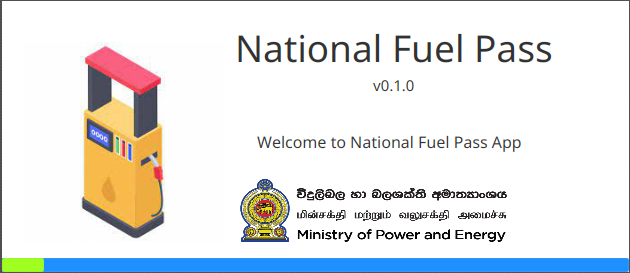 National Fuel Pass
v0.1.0
Welcome to National Fuel Pass App
විදුලිබල හා බලශක්ති අමාත්‍යාංශය
மின்சக்தி மற்றும் வலுசக்தி அமைச்சு
Ministry of Power and Energy